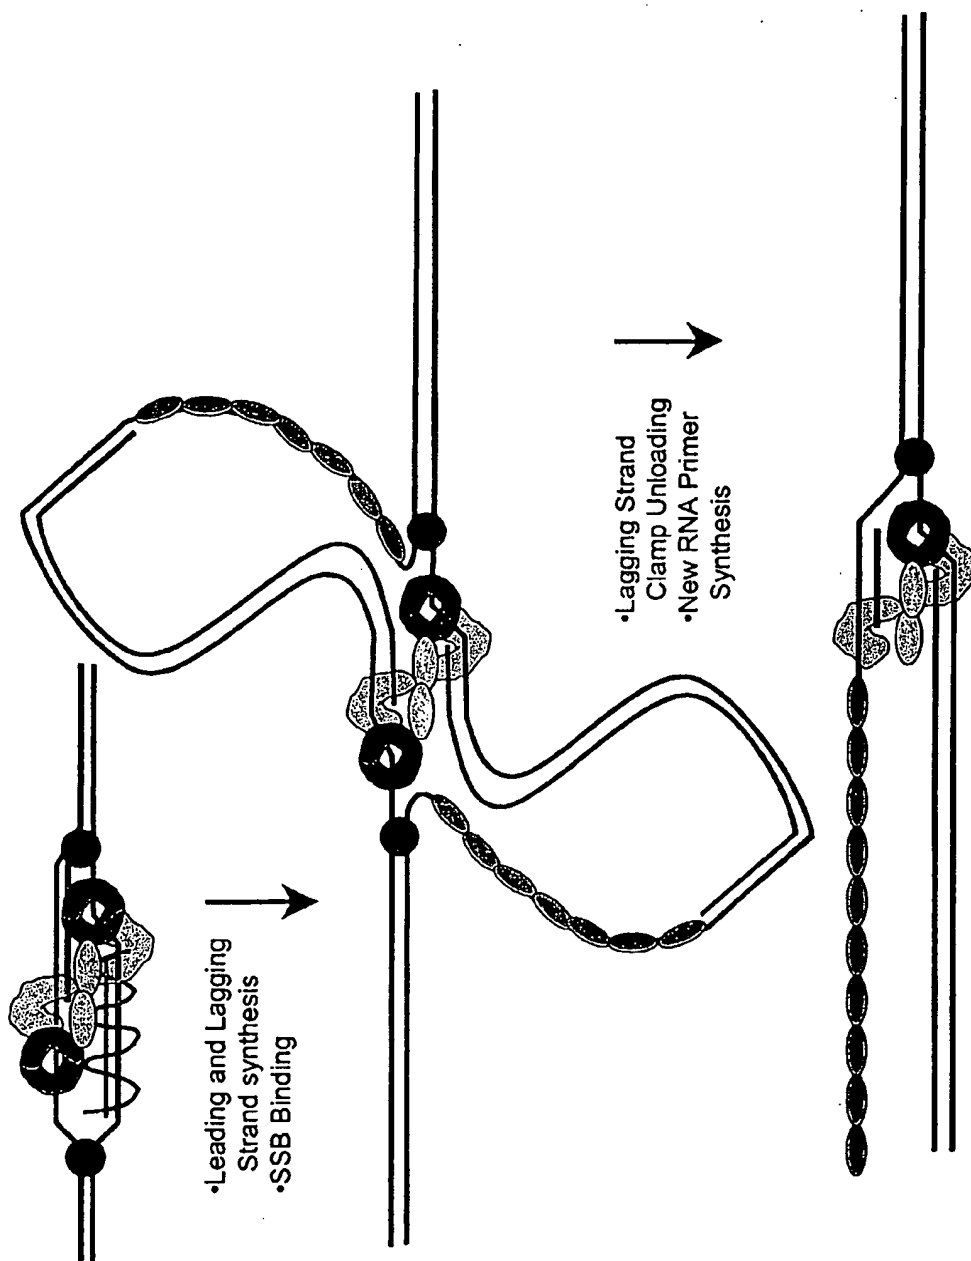 •Leading and Lagging
Strand synthesis
•SSB Binding
•Lagging Strand
Clamp Unloading
•New RNA Primer
Synthesis